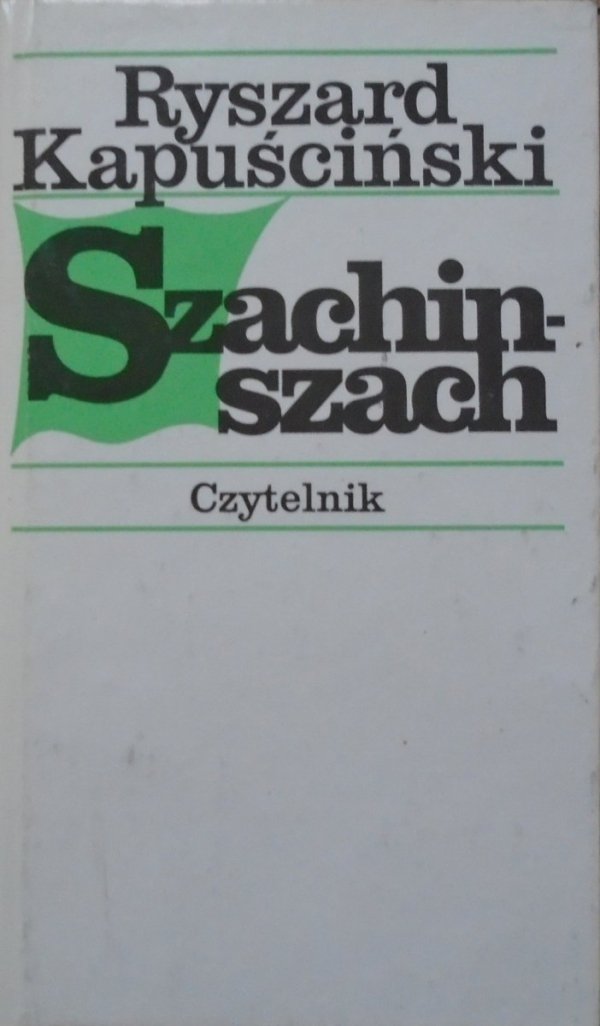 Ryszard
Kapuściński
Szachin-
szach
Czytelnik